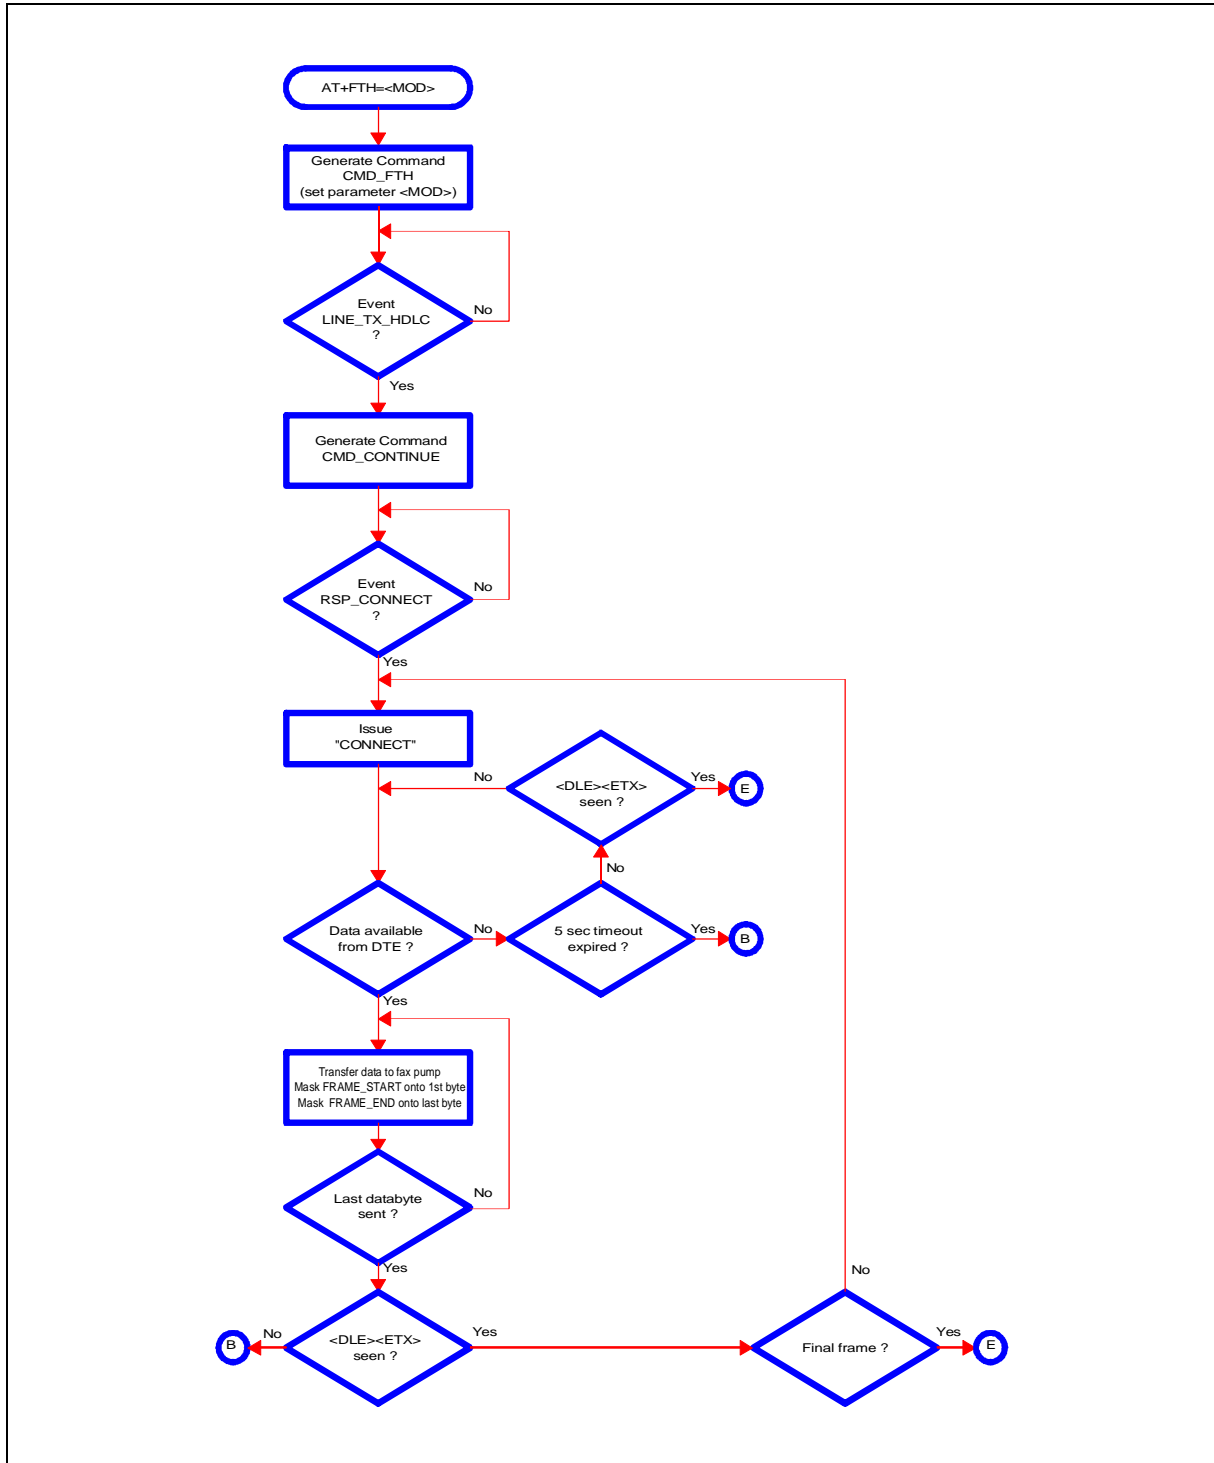 AT+FTH=<MOD>
Generate Command
CMD_FTH
(set parameter <MOD>)
Event
LINE_TX_HDLC
?
No
Yes
Generate Command
CMD_CONTINUE
Event
RSP_CONNECT
?
No
Yes
Issue
"CONNECT"
No
<DLE><ETX>
seen ?
Yes
E
No
Data available
from DTE ?
No
5 sec timeout
expired ?
Yes
B
Yes
Transfer data to fax pump
Mask FRAME_START onto 1st byte
Mask FRAME_END onto last byte
Last databyte
sent ?
No
Yes
B
No
<DLE><ETX>
seen ?
Yes
No
Final frame ?
Yes
E